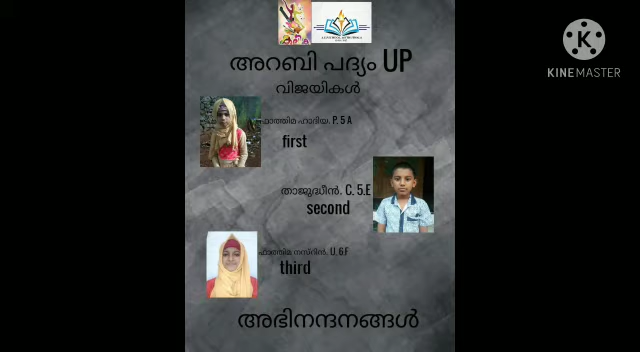 അറബി പദ്യം UP
വിജയികൾ
ഫാത്തിമ ഹാദിയ. P. 5 A
first
താജുദ്ധീൻ. C. 5.E
second
ഫാത്തിമ നസ്റിൻ. U. 6.F
third
അഭിനന്ദനങ്ങൾ
KINEMASTER